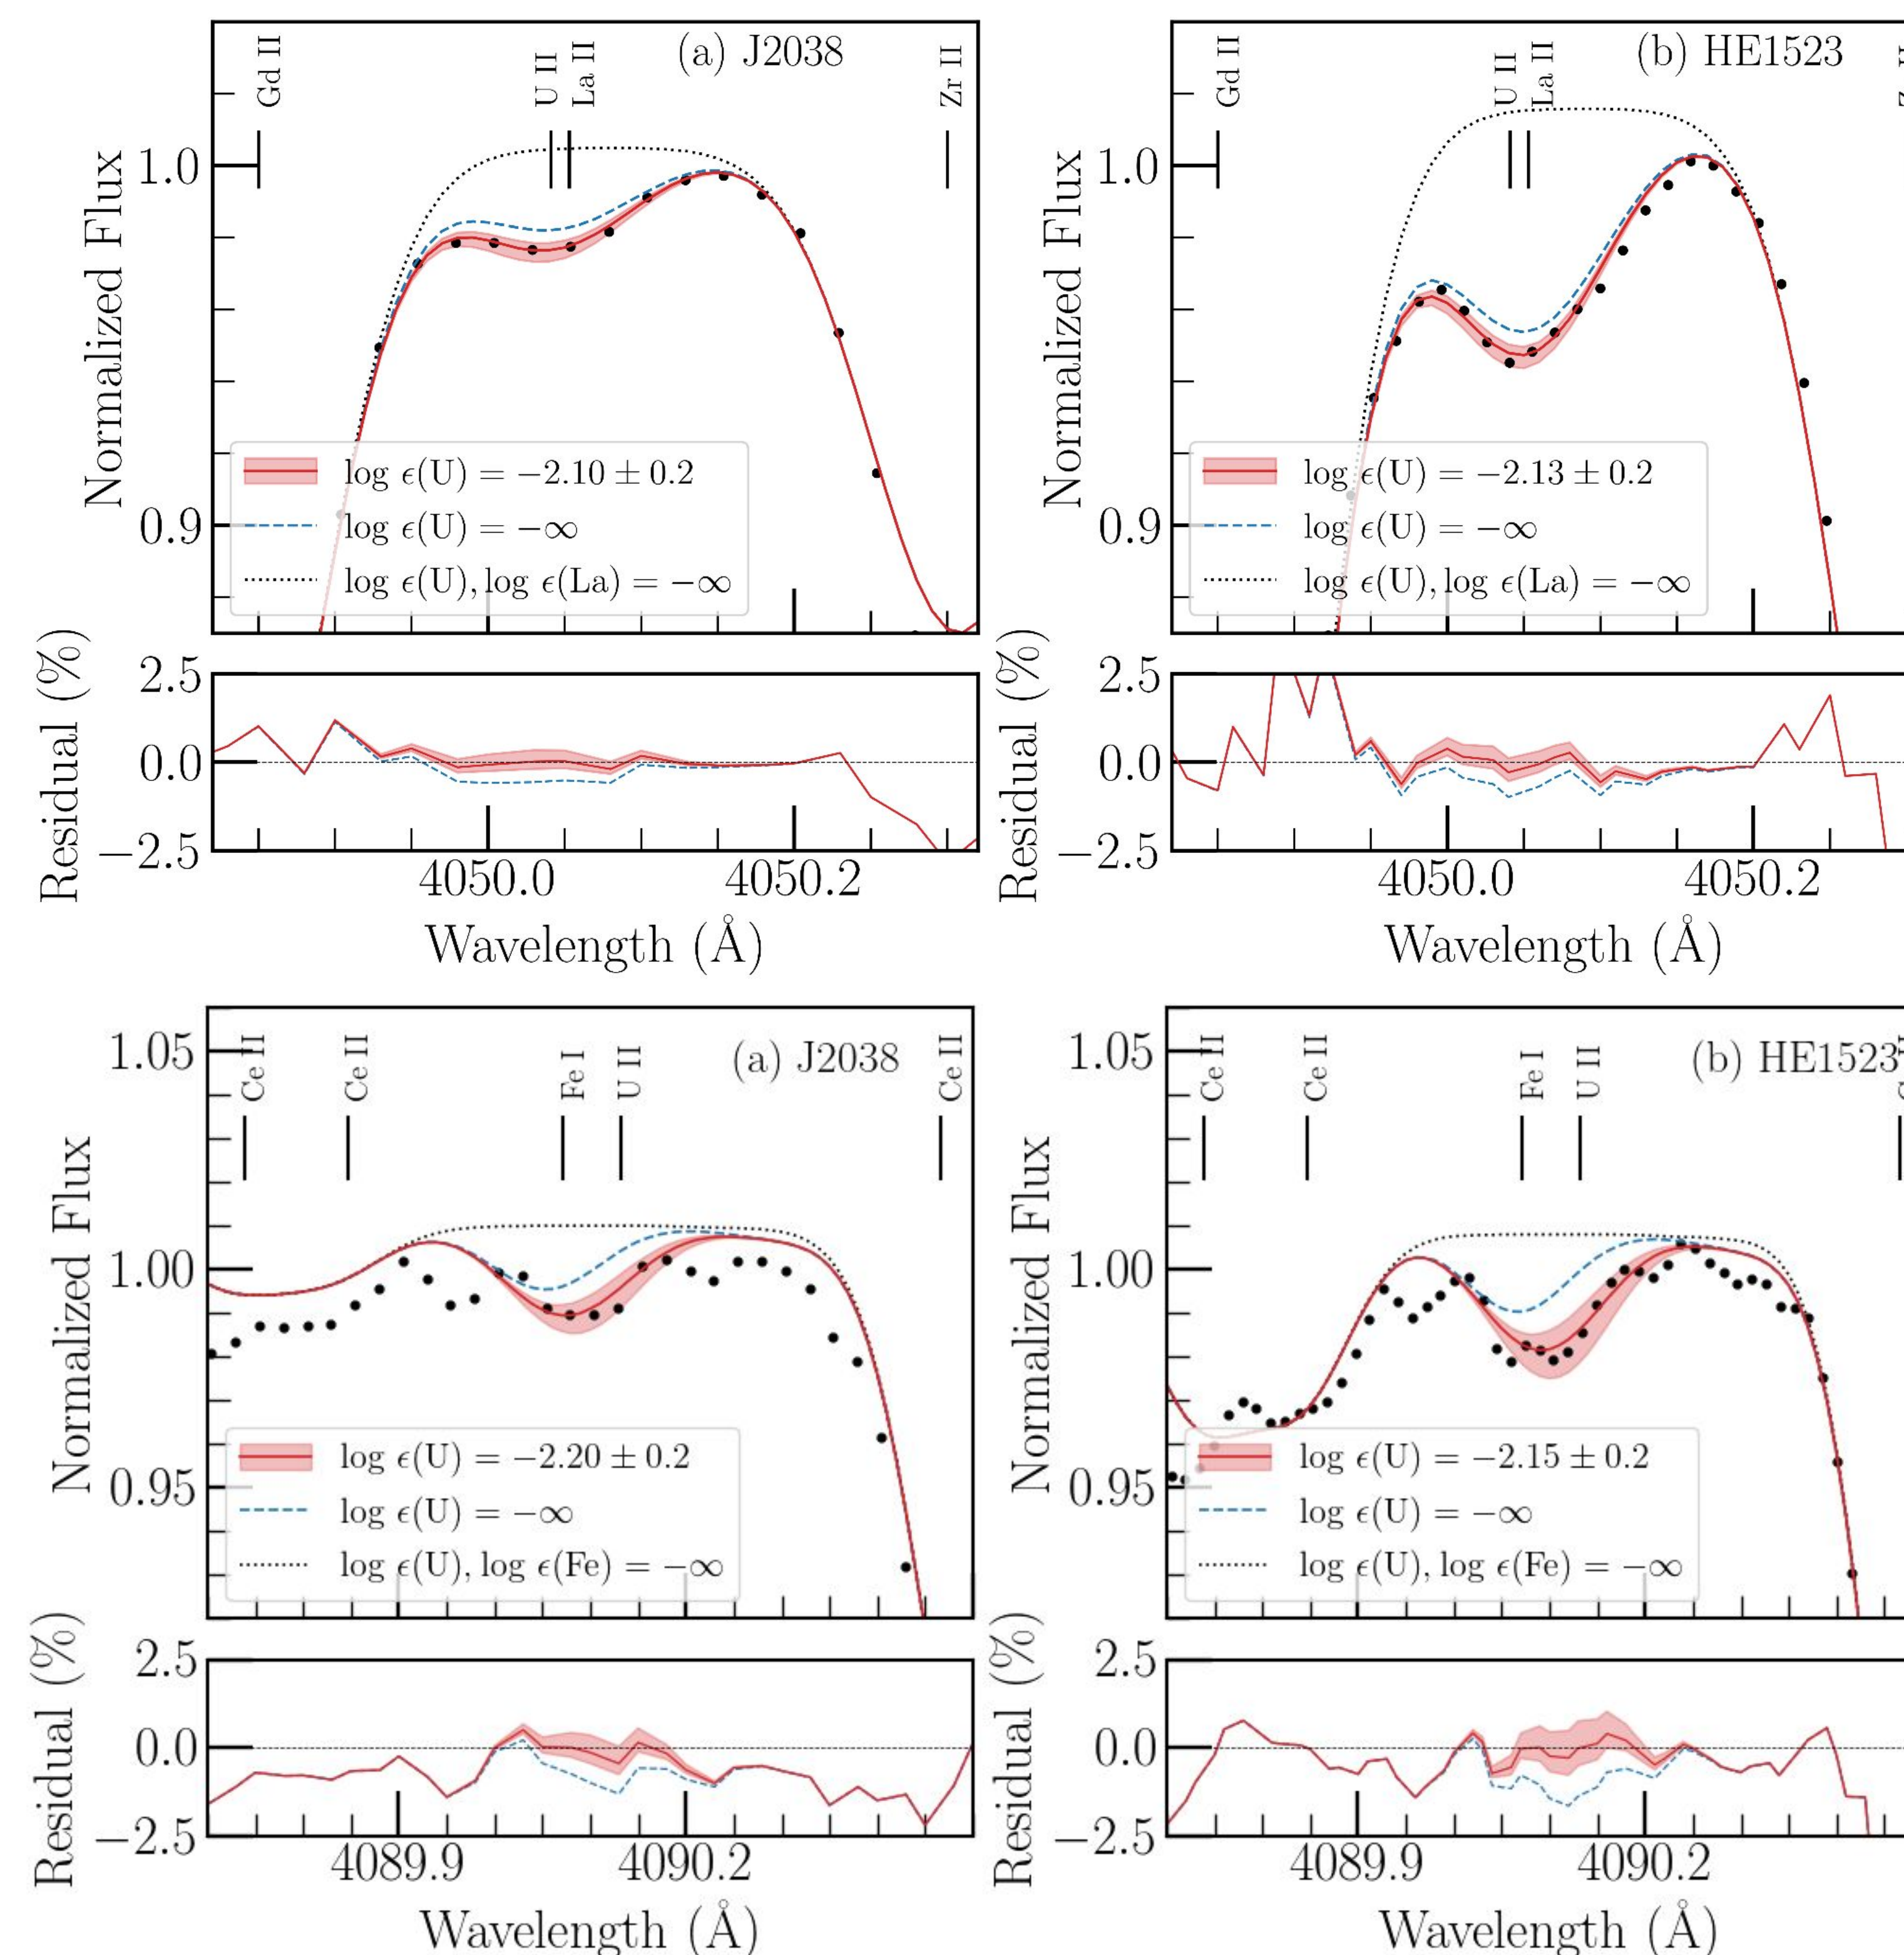 Gd II
U II
La II
(a) J2038
Zr II
Normalized Flux
1.0
0.9
log ϵ(U) = −2.10 ± 0.2
log ϵ(U) = −∞
log ϵ(U), log ϵ(La) = −∞
Residual (%)
2.5
0.0
−2.5
4050.0
4050.2
Wavelength (Å)
Gd II
U II
La II
(b) HE1523
Normalized Flux
1.0
0.9
log ϵ(U) = −2.13 ± 0.2
log ϵ(U) = −∞
log ϵ(U), log ϵ(La) = −∞
Residual (%)
2.5
0.0
−2.5
4050.0
4050.2
Wavelength (Å)
Ce II
Ce II
Fe I
U II
(a) J2038
Ce II
Normalized Flux
1.05
1.00
0.95
log ϵ(U) = −2.20 ± 0.2
log ϵ(U) = −∞
log ϵ(U), log ϵ(Fe) = −∞
Residual (%)
2.5
0.0
−2.5
4089.9
4090.2
Wavelength (Å)
Ce II
Ce II
Fe I
U II
(b) HE1523
Normalized Flux
1.05
1.00
0.95
log ϵ(U) = −2.15 ± 0.2
log ϵ(U) = −∞
log ϵ(U), log ϵ(Fe) = −∞
Residual (%)
2.5
0.0
−2.5
4089.9
4090.2
Wavelength (Å)